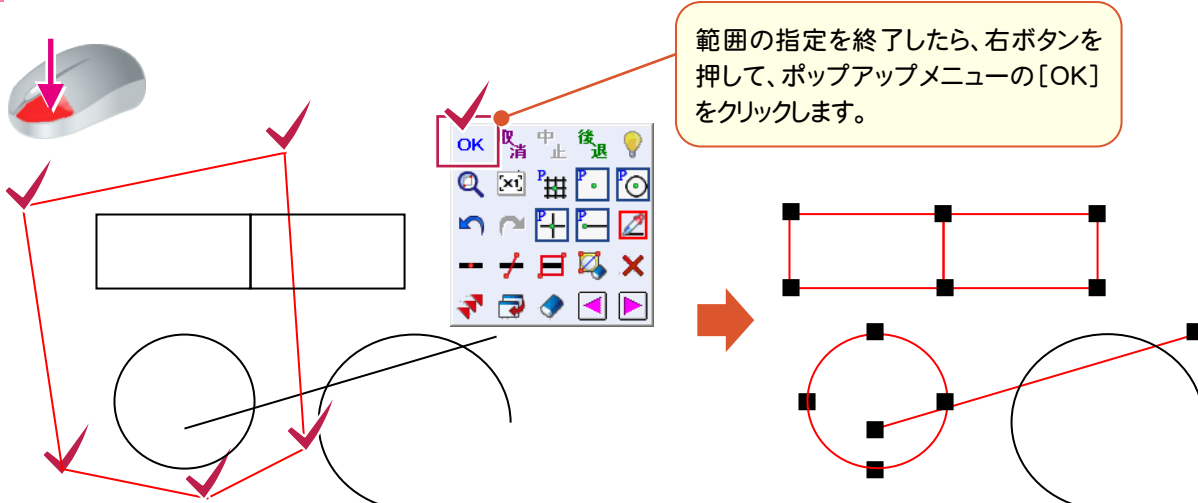 範囲の指定を終了したら、右ボタンを
押して、ポップアップメニューの[OK]
をクリックします。
OK 取消 中止 後退
×1 P P P
P P